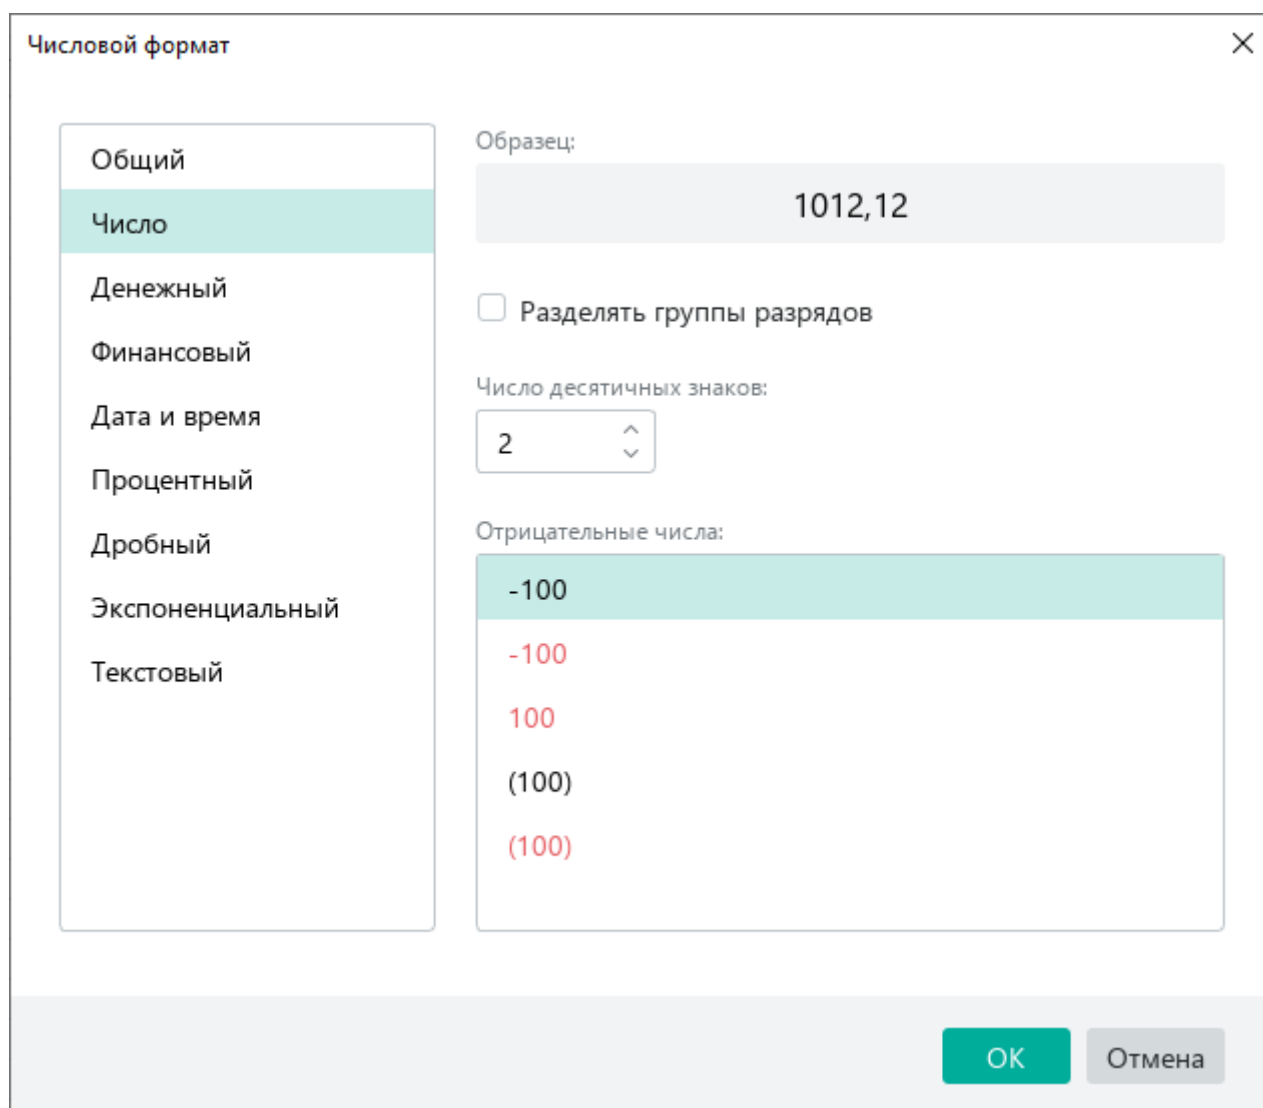 Числовой формат
Общий
Число
Денежный
Финансовый
Дата и время
Процентный
Дробный
Экспоненциальный
Текстовый
Образец:
1012,12
Разделять группы разрядов
Число десятичных знаков:
2
Отрицательные числа:
-100
-100
100
(100)
(100)
OK
Отмена